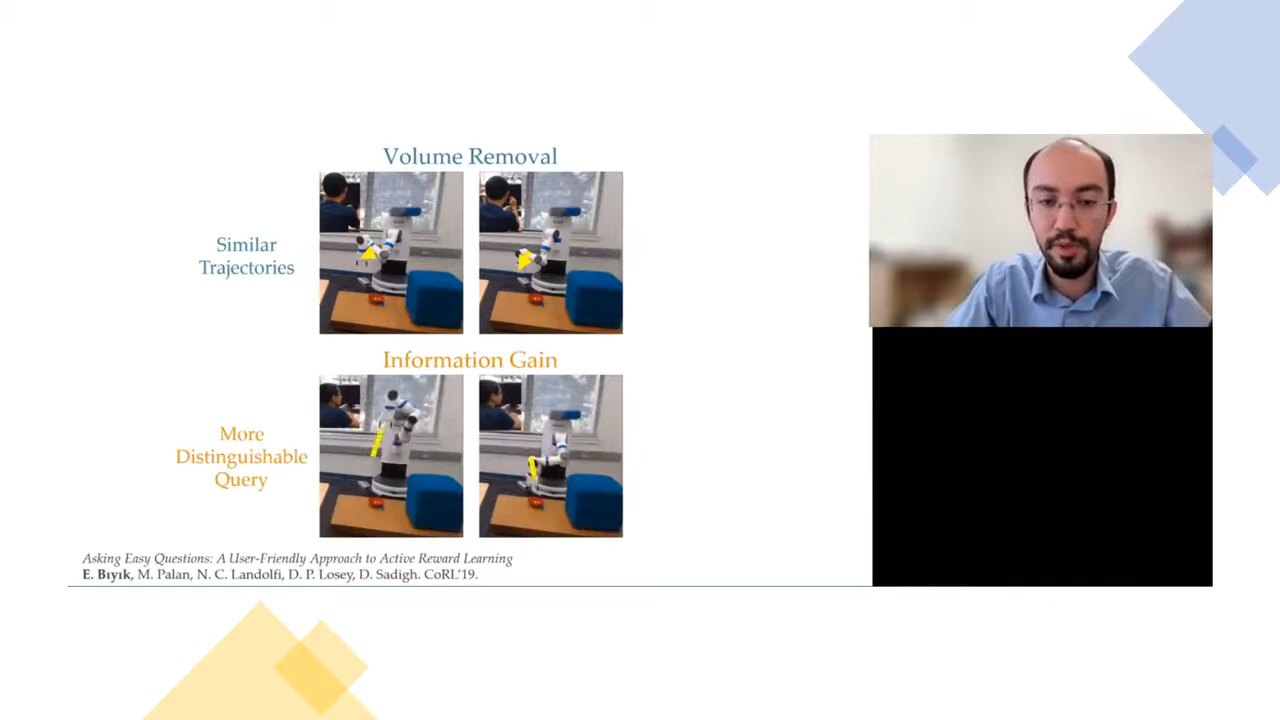 Volume Removal
Similar
Trajectories
Information Gain
More
Distinguishable
Query
Asking Easy Questions: A User-Friendly Approach to Active Reward Learning
E. Bıyık, M. Palan, N. C. Landolfi, D. P. Losey, D. Sadigh. CoRL'19.